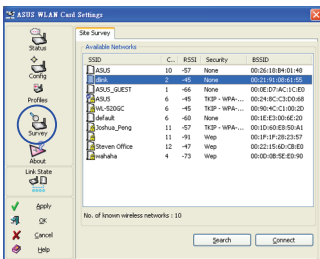 ASUS WLAN Card Settings
Status
Config
Profiles
Survey
About
Link State
Apply
OK
Cancel
Help
Site Survey
Available Networks
SSID C... RSSI Security BSSID
ASUS 10 -57 None 00:26:18:B4:01:48
dlink 2 -45 None 00:21:91:08:61:55
ASUS_GUEST 1 -66 None 00:0E:D7:AC:1C:E0
ASUS 6 -45 TKIP - WPA-... 00:24:8C:C3:D0:68
WL-520GC 6 -45 TKIP - WPA-... 00:90:4C:C1:00:2D
default 6 -60 None 00:1E:E3:00:6E:20
Joshua_Peng 11 -57 TKIP - WPA-... 00:1D:60:E8:50:A1
11 -91 Wep 00:1F:1F:28:23:57
Steven Office 12 -47 Wep 00:22:15:6D:CB:E0
wahaha 4 -73 Wep 00:0D:0B:5E:E0:90
No. of known wireless networks : 10
Search
Connect